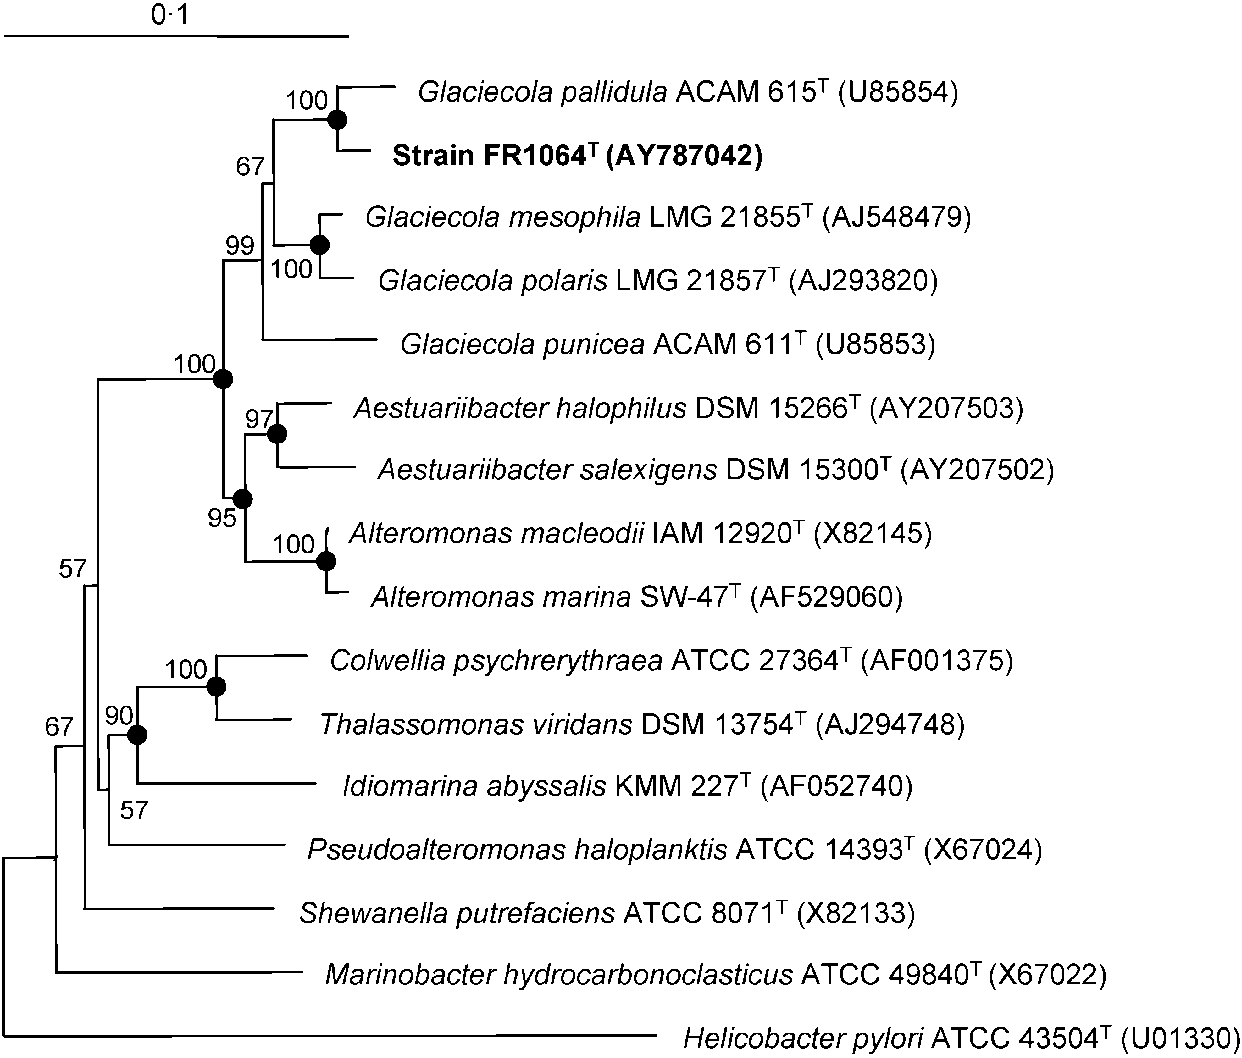 0·1
100
Glaciecola pallidula ACAM 615ᵀ (U85854)
Strain FR1064ᵀ (AY787042)
67
Glaciecola mesophila LMG 21855ᵀ (AJ548479)
99
100
Glaciecola polaris LMG 21857ᵀ (AJ293820)
Glaciecola punicea ACAM 611ᵀ (U85853)
100
Aestuariibacter halophilus DSM 15266ᵀ (AY207503)
97
Aestuariibacter salexigens DSM 15300ᵀ (AY207502)
95
Alteromonas macleodii IAM 12920ᵀ (X82145)
100
57
Alteromonas marina SW-47ᵀ (AF529060)
Colwellia psychrerythraea ATCC 27364ᵀ (AF001375)
100
90
67
Thalassomonas viridans DSM 13754ᵀ (AJ294748)
Idiomarina abyssalis KMM 227ᵀ (AF052740)
57
Pseudoalteromonas haloplanktis ATCC 14393ᵀ (X67024)
Shewanella putrefaciens ATCC 8071ᵀ (X82133)
Marinobacter hydrocarbonoclasticus ATCC 49840ᵀ (X67022)
Helicobacter pylori ATCC 43504ᵀ (U01330)